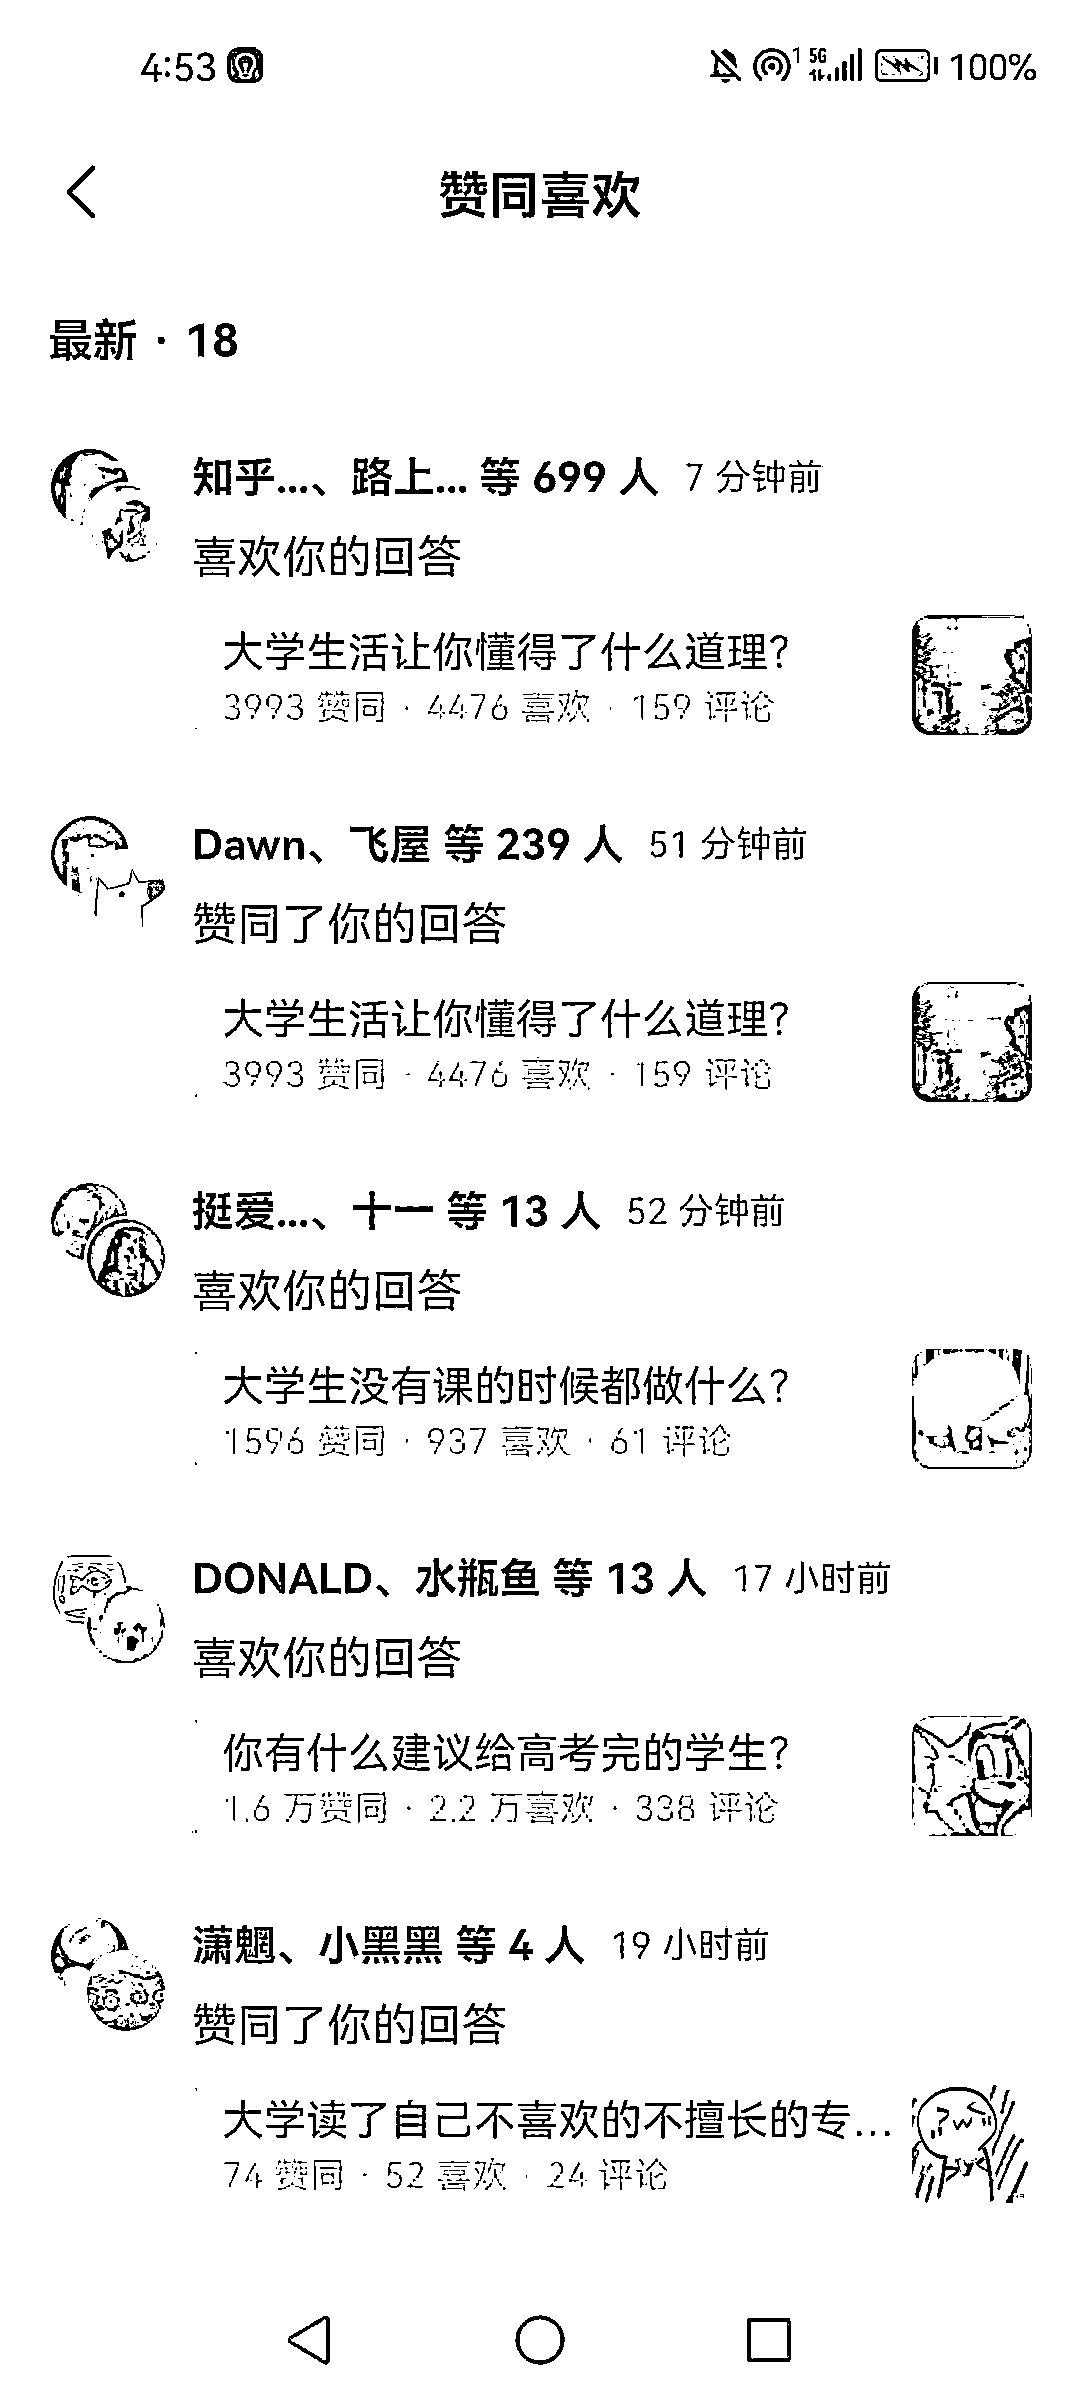 4:53
1 5G 100%
赞同喜欢
最新 · 18
知乎...、路上... 等 699 人 7 分钟前
喜欢你的回答
大学生活让你懂得了什么道理?
3993 赞同 · 4476 喜欢 · 159 评论
Dawn、飞屋 等 239 人 51 分钟前
赞同了你的回答
大学生活让你懂得了什么道理?
3993 赞同 · 4476 喜欢 · 159 评论
挺爱...、十一 等 13 人 52 分钟前
喜欢你的回答
大学生没有课的时候都做什么?
1596 赞同 · 937 喜欢 · 61 评论
DONALD、水瓶鱼 等 13 人 17 小时前
喜欢你的回答
你有什么建议给高考完的学生?
1.6 万赞同 · 2.2 万喜欢 · 338 评论
潇魍、小黑黑 等 4 人 19 小时前
赞同了你的回答
大学读了自己不喜欢的不擅长的专...
74 赞同 · 52 喜欢 · 24 评论